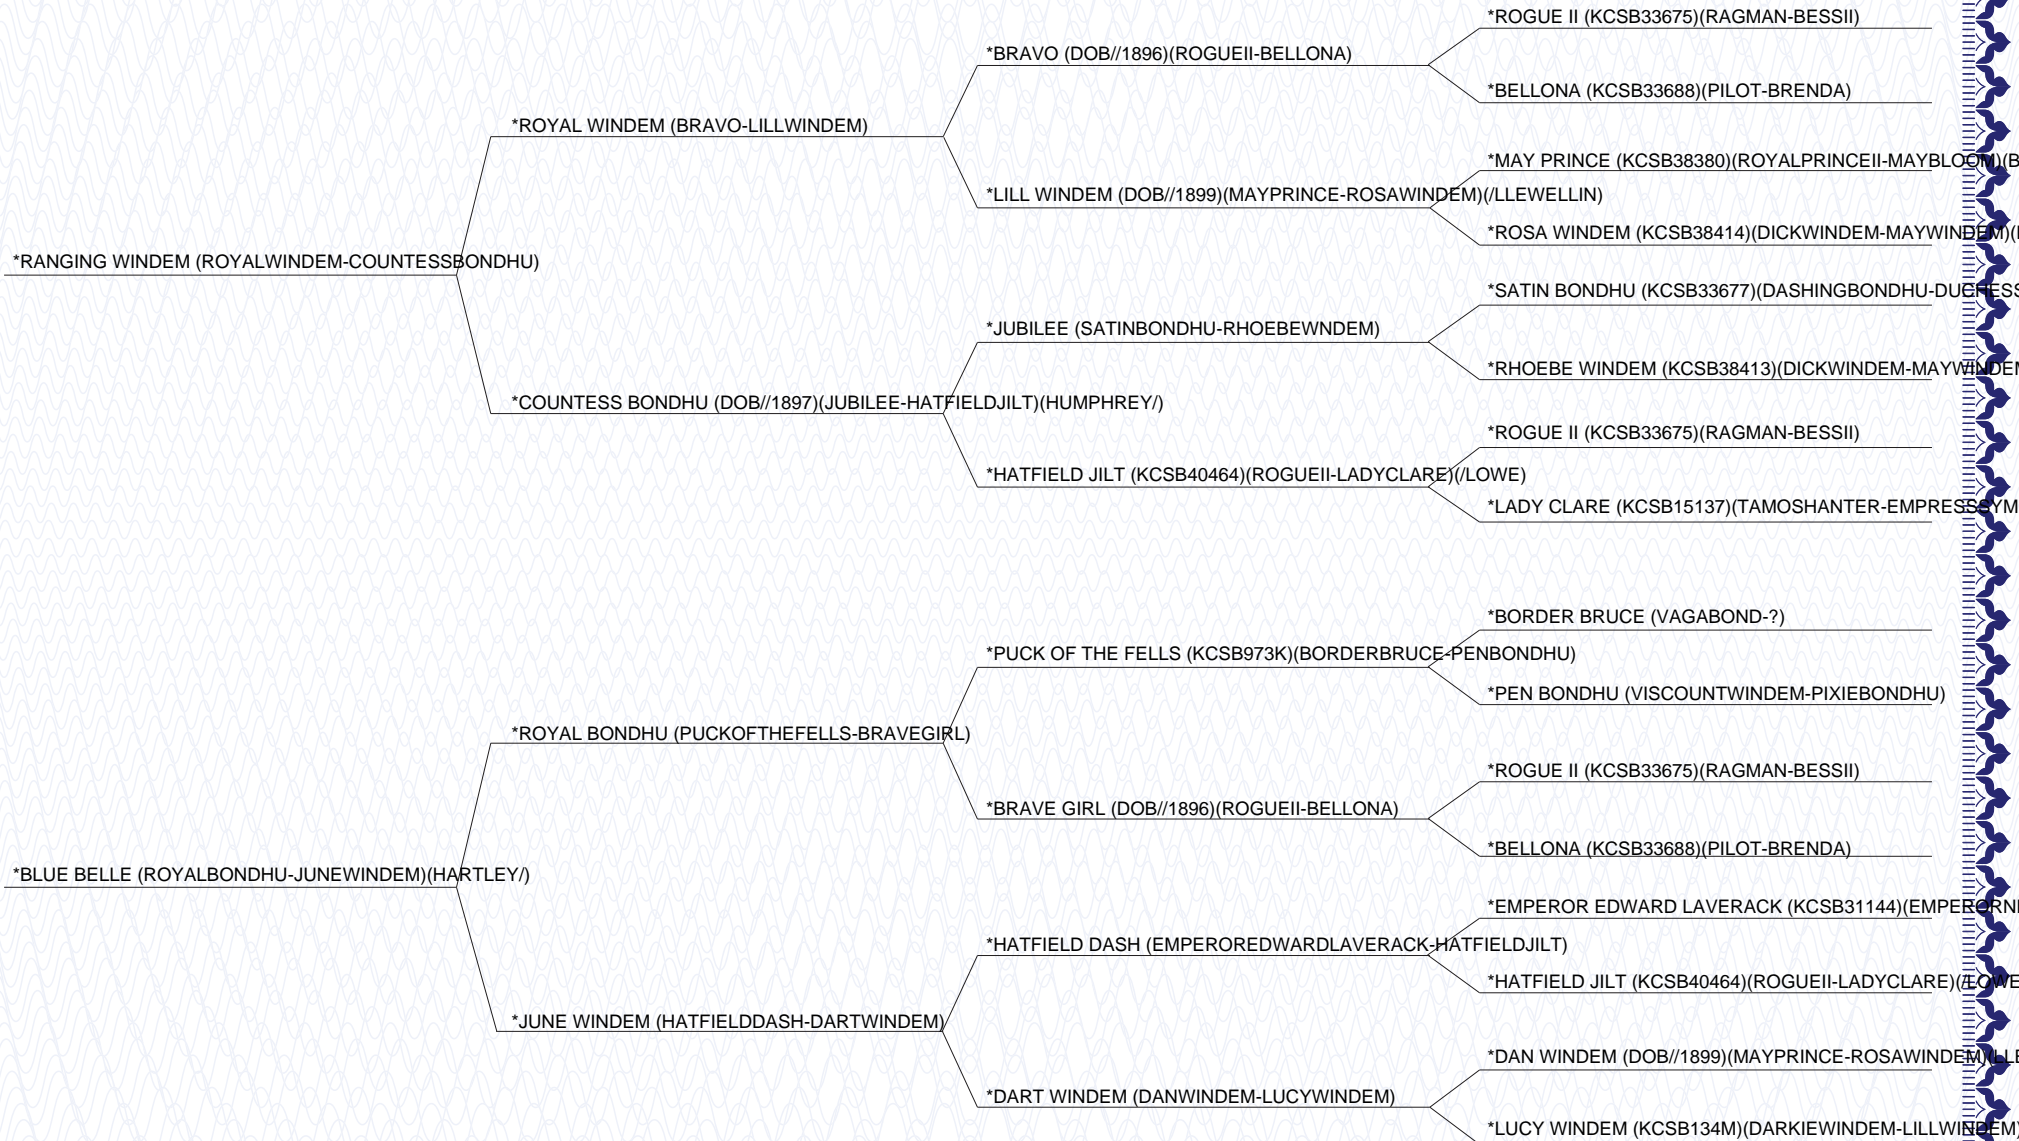 *ROGUE II (KCSB33675)(RAGMAN-BESSII)
*BRAVO (DOB//1896)(ROGUEII-BELLONA)
*BELLONA (KCSB33688)(PILOT-BRENDA)
*ROYAL WINDEM (BRAVO-LILLWINDEM)
*MAY PRINCE (KCSB38380)(ROYALPRINCEII-MAYBLOOM)(B
*LILL WINDEM (DOB//1899)(MAYPRINCE-ROSAWINDEM)(/LLEWELLIN)
*ROSA WINDEM (KCSB38414)(DICKWINDEM-MAYWINDEM)(
*RANGING WINDEM (ROYALWINDEM-COUNTESSBONDHU)
*SATIN BONDHU (KCSB33677)(DASHINGBONDHU-DUCHESS
*JUBILEE (SATINBONDHU-RHOEBEWNDEM)
*RHOEBE WINDEM (KCSB38413)(DICKWINDEM-MAYWINDEM
*COUNTESS BONDHU (DOB//1897)(JUBILEE-HATFIELDJILT)(HUMPHREY/)
*ROGUE II (KCSB33675)(RAGMAN-BESSII)
*HATFIELD JILT (KCSB40464)(ROGUEII-LADYCLARE)(/LOWE)
*LADY CLARE (KCSB15137)(TAMOSHANTER-EMPRESSSYM
*BORDER BRUCE (VAGABOND-?)
*PUCK OF THE FELLS (KCSB973K)(BORDERBRUCE-PENBONDHU)
*PEN BONDHU (VISCOUNTWINDEM-PIXIEBONDHU)
*ROYAL BONDHU (PUCKOFTHEFELLS-BRAVEGIRL)
*ROGUE II (KCSB33675)(RAGMAN-BESSII)
*BRAVE GIRL (DOB//1896)(ROGUEII-BELLONA)
*BELLONA (KCSB33688)(PILOT-BRENDA)
*BLUE BELLE (ROYALBONDHU-JUNEWINDEM)(HARTLEY/)
*EMPEROR EDWARD LAVERACK (KCSB31144)(EMPERORN
*HATFIELD DASH (EMPEROREDWARDLAVERACK-HATFIELDJILT)
*HATFIELD JILT (KCSB40464)(ROGUEII-LADYCLARE)(/LOWE
*JUNE WINDEM (HATFIELDDASH-DARTWINDEM)
*DAN WINDEM (DOB//1899)(MAYPRINCE-ROSAWINDEM)(LLE
*DART WINDEM (DANWINDEM-LUCYWINDEM)
*LUCY WINDEM (KCSB134M)(DARKIEWINDEM-LILLWINDEM)